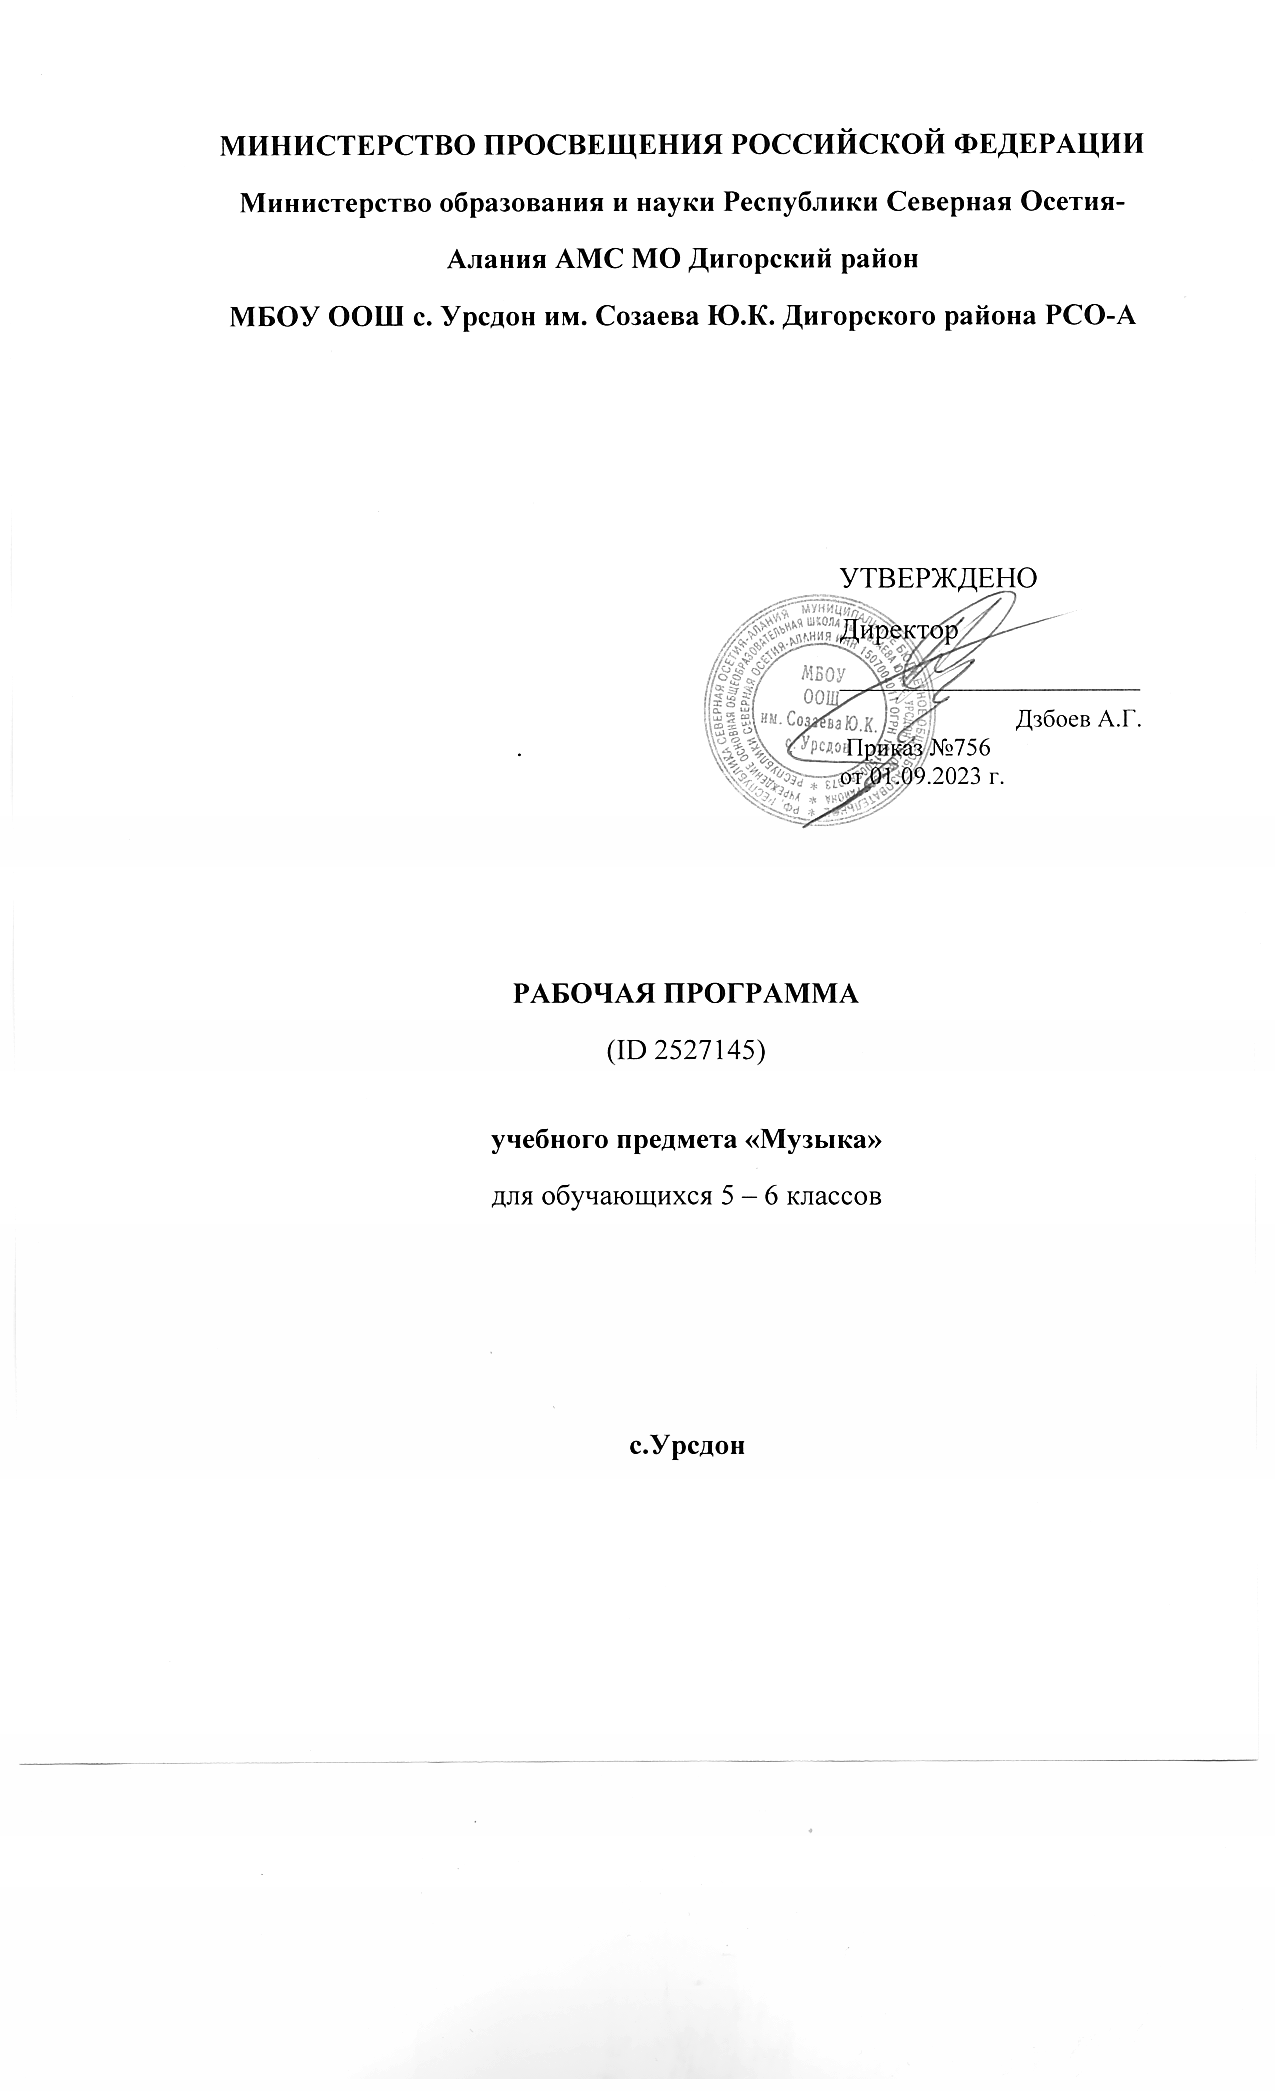 МИНИСТЕРСТВО ПРОСВЕЩЕНИЯ РОССИЙСКОЙ ФЕДЕРАЦИИ
Министерство образования и науки Республики Северная Осетия-
Алания АМС МО Дигорский район
МБОУ ООШ с. Урсдон им. Созаева Ю.К. Дигорского района РСО-А
УТВЕРЖДЕНО
Директор
Дзбоев А.Г.
Приказ №756
от 01.09.2023 г.
МБОУ
ООШ
им. Созаева Ю.К.
с. Урсдон
РАБОЧАЯ ПРОГРАММА
(ID 2527145)
учебного предмета «Музыка»
для обучающихся 5 – 6 классов
с.Урсдон